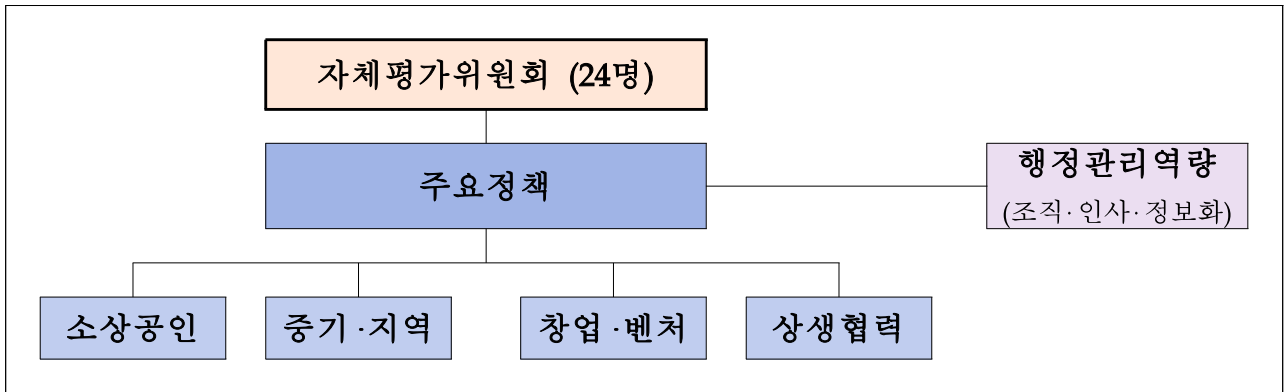 자체평가위원회 (24명)
주요정책
행정관리역량
(조직·인사·정보화)
소상공인
중기·지역
창업·벤처
상생협력